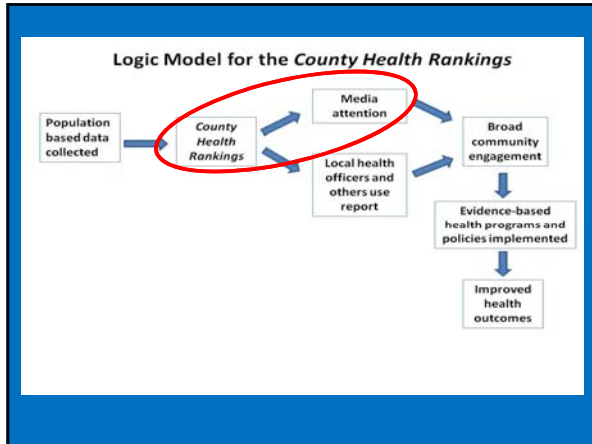 Logic Model for the County Health Rankings
Population
based data
collected
County
Health
Rankings
Media
attention
Local health
officers and
others use
report
Broad
community
engagement
Evidence-based
health programs and
policies implemented
Improved
health
outcomes